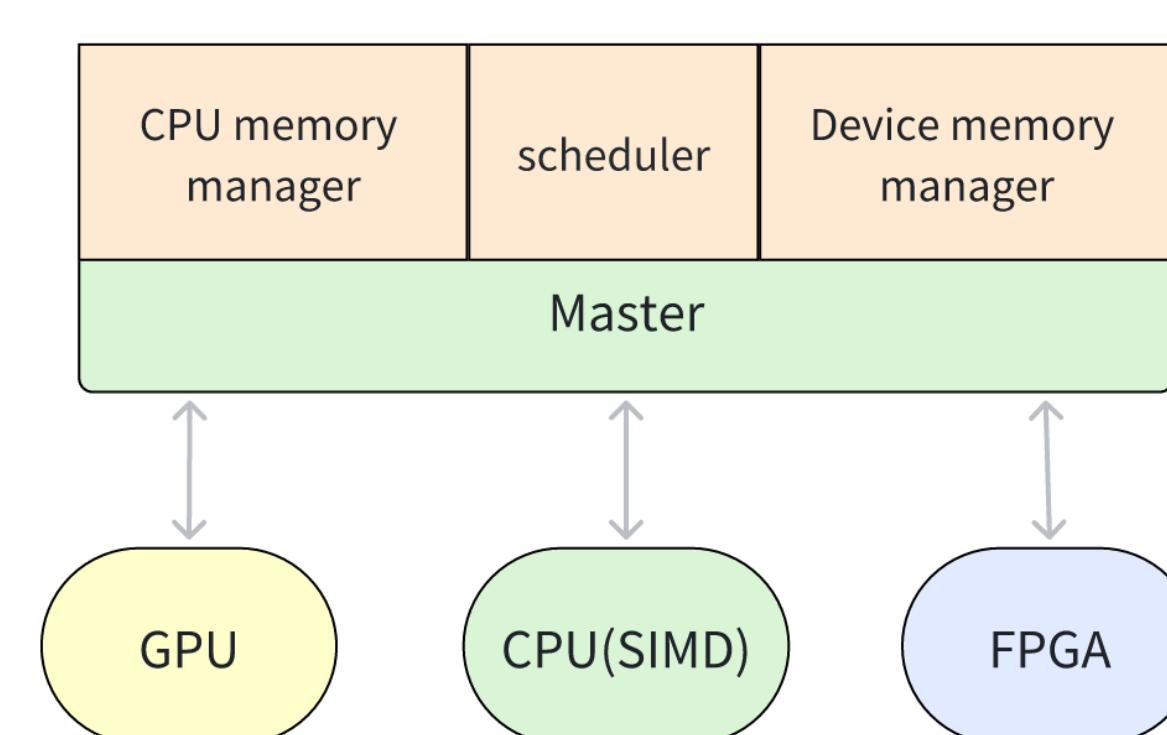 CPU memory
manager
scheduler
Device memory
manager
Master
GPU
CPU(SIMD)
FPGA